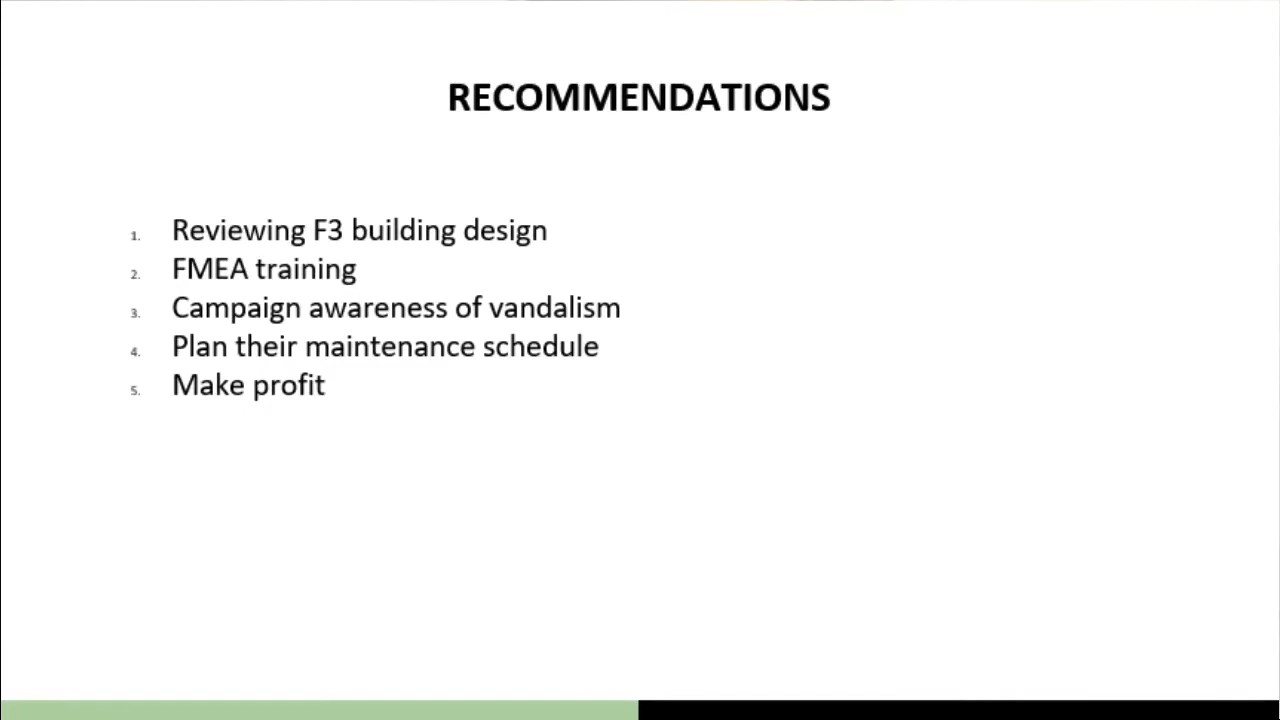 RECOMMENDATIONS
1. Reviewing F3 building design
2. FMEA training
3. Campaign awareness of vandalism
4. Plan their maintenance schedule
5. Make profit